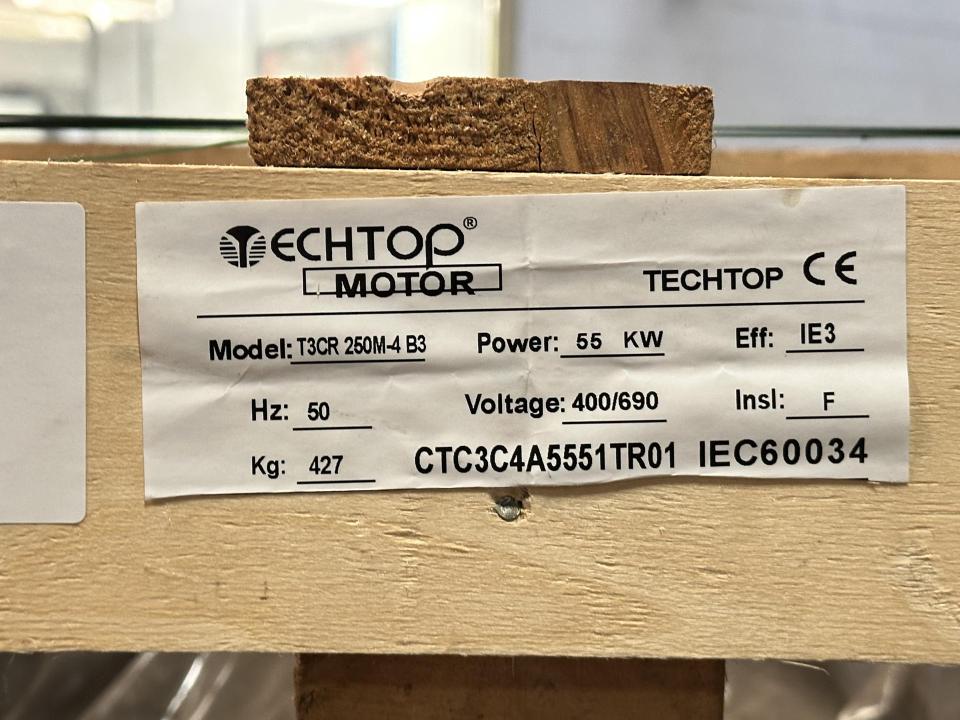 TECHTOP®
MOTOR
TECHTOP CE
Model: T3CR 250M-4 B3 Power: 55 KW Eff: IE3
Hz: 50 Voltage: 400/690 Insl: F
Kg: 427 CTC3C4A5551TR01 IEC60034